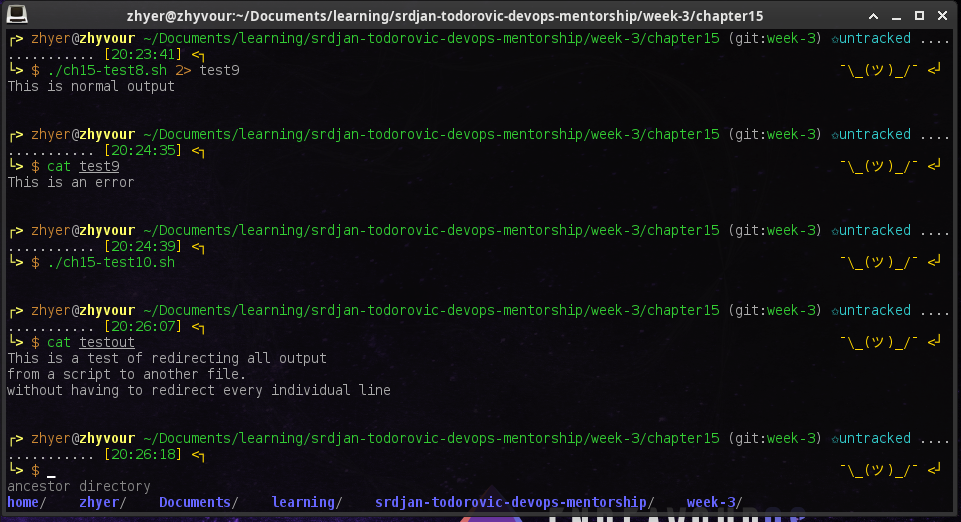 zhyer@zhyvour:~/Documents/learning/srdjan-todorovic-devops-mentorship/week-3/chapter15
┌> zhyer@zhyvour ~/Documents/learning/srdjan-todorovic-devops-mentorship/week-3/chapter15 (git:week-3) ✩untracked ....
........... [20:23:41] <┐
└> $ ./ch15-test8.sh 2> test9 ¯\_(ツ)_/¯ <┘
This is normal output
┌> zhyer@zhyvour ~/Documents/learning/srdjan-todorovic-devops-mentorship/week-3/chapter15 (git:week-3) ✩untracked ....
........... [20:24:35] <┐
└> $ cat test9 ¯\_(ツ)_/¯ <┘
This is an error
┌> zhyer@zhyvour ~/Documents/learning/srdjan-todorovic-devops-mentorship/week-3/chapter15 (git:week-3) ✩untracked ....
........... [20:24:39] <┐
└> $ ./ch15-test10.sh ¯\_(ツ)_/¯ <┘
┌> zhyer@zhyvour ~/Documents/learning/srdjan-todorovic-devops-mentorship/week-3/chapter15 (git:week-3) ✩untracked ....
........... [20:26:07] <┐
└> $ cat testout ¯\_(ツ)_/¯ <┘
This is a test of redirecting all output
from a script to another file.
without having to redirect every individual line
┌> zhyer@zhyvour ~/Documents/learning/srdjan-todorovic-devops-mentorship/week-3/chapter15 (git:week-3) ✩untracked ....
........... [20:26:18] <┐
└> $ _ ¯\_(ツ)_/¯ <┘
ancestor directory
home/ zhyer/ Documents/ learning/ srdjan-todorovic-devops-mentorship/ week-3/